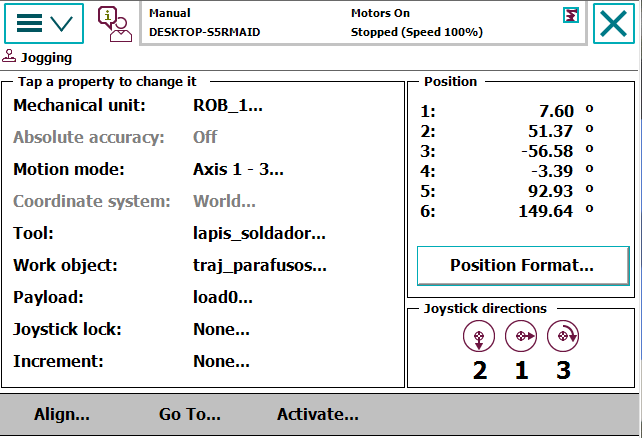 Manual
Motors On
DESKTOP-S5RMAID
Stopped (Speed 100%)
Jogging
Tap a property to change it
Mechanical unit: ROB_1...
Absolute accuracy: Off
Motion mode: Axis 1 - 3...
Coordinate system: World...
Tool: lapis_soldador...
Work object: traj_parafusos...
Payload: load0...
Joystick lock: None...
Increment: None...
Position
1: 7.60 º
2: 51.37 º
3: -56.58 º
4: -3.39 º
5: 92.93 º
6: 149.64 º
Position Format...
Joystick directions
2 1 3
Align... Go To... Activate...